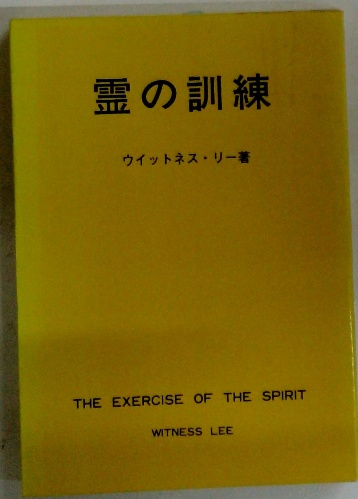 霊の訓練
ウイットネス・リー著
THE EXERCISE OF THE SPIRIT
WITNESS LEE